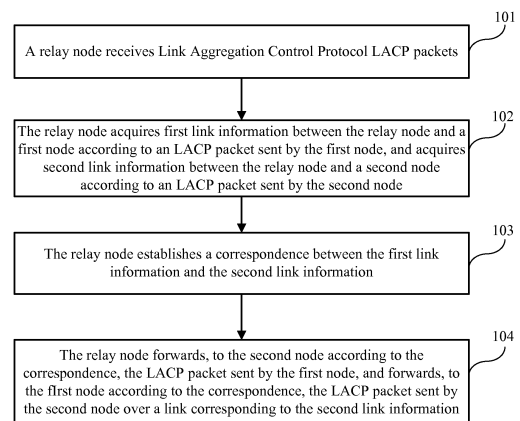 101
A relay node receives Link Aggregation Control Protocol LACP packets
102
The relay node acquires first link information between the relay node and a
first node according to an LACP packet sent by the first node, and acquires
second link information between the relay node and a second node
according to an LACP packet sent by the second node
103
The relay node establishes a correspondence between the first link
information and the second link information
104
The relay node forwards, to the second node according to the
correspondence, the LACP packet sent by the first node, and forwards, to
the first node according to the correspondence, the LACP packet sent by
the second node over a link corresponding to the second link information